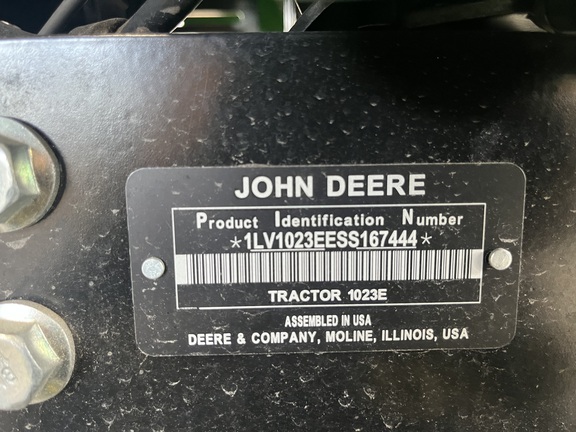 JOHN DEERE
Product Identification Number
*1LV1023EESS167444*
TRACTOR 1023E
ASSEMBLED IN USA
DEERE & COMPANY, MOLINE, ILLINOIS, USA